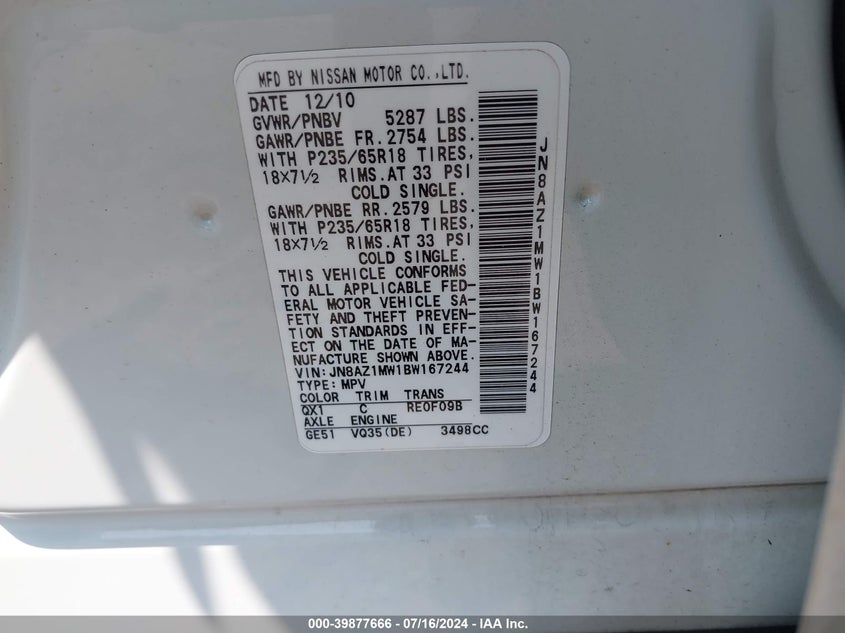 MFD BY NISSAN MOTOR CO.,LTD.
DATE 12/10
GVWR/PNBV 5287 LBS.
GAWR/PNBE FR. 2754 LBS.
WITH P235/65R18 TIRES,
18X7½ RIMS.AT 33 PSI
COLD SINGLE.
GAWR/PNBE RR. 2579 LBS.
WITH P235/65R18 TIRES,
18X7½ RIMS.AT 33 PSI
COLD SINGLE.
THIS VEHICLE CONFORMS
TO ALL APPLICABLE FED-
ERAL MOTOR VEHICLE SA-
FETY AND THEFT PREVEN-
TION STANDARDS IN EFF-
ECT ON THE DATE OF MA-
NUFACTURE SHOWN ABOVE.
VIN:JN8AZ1MW1BW167244
TYPE:MPV
COLOR TRIM TRANS
QX1 C RE0F09B
AXLE ENGINE
GE51 VQ35(DE) 3498CC
JN8AZ1MW1BW167244
000-39877666 - 07/16/2024 - IAA Inc.